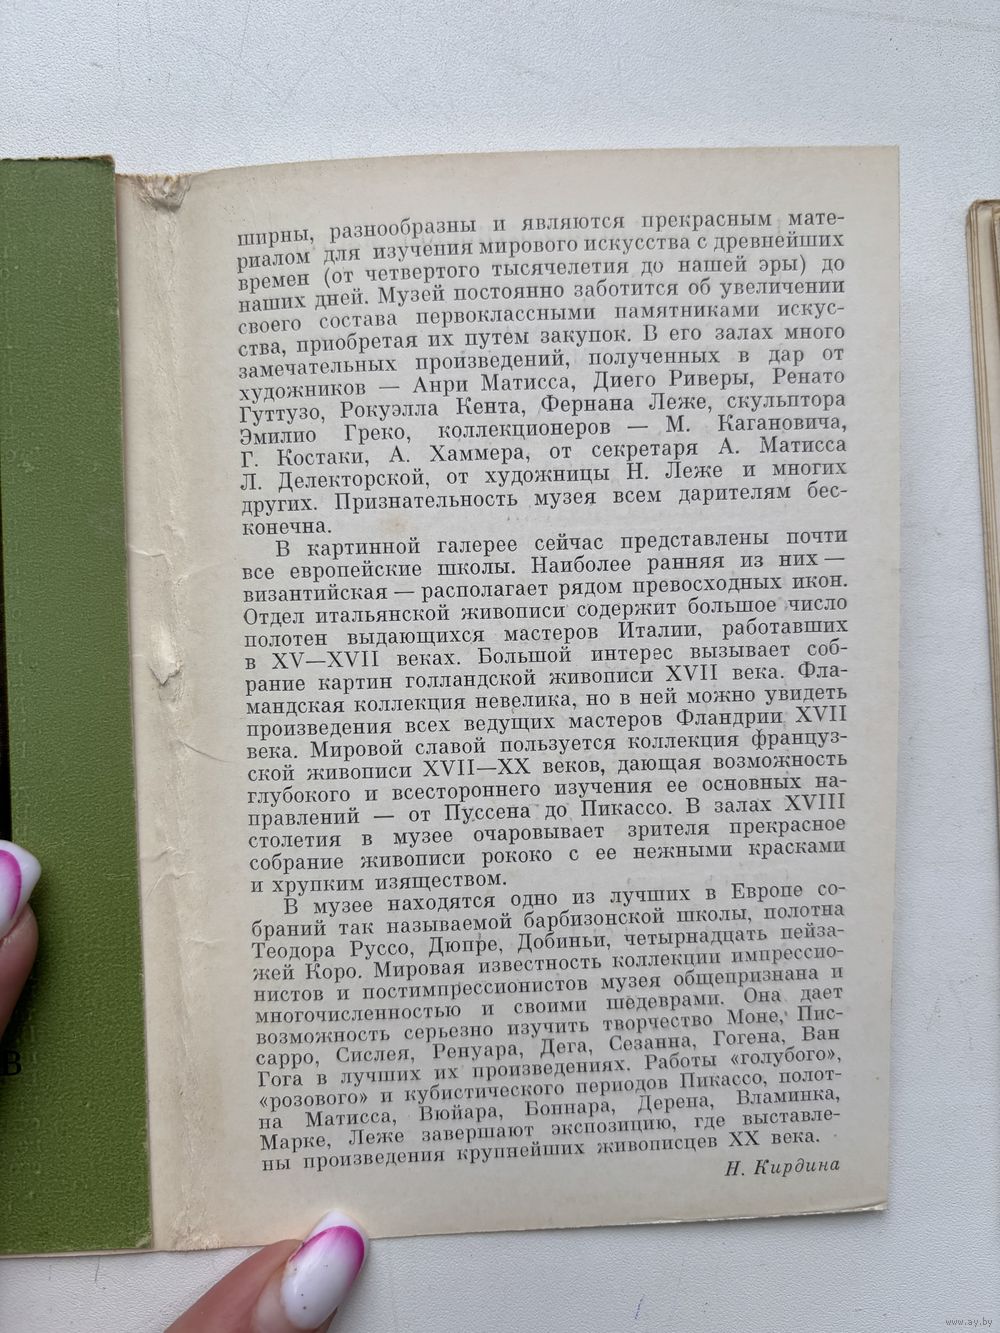 ширны, разнообразны и являются прекрасным мате-
риалом для изучения мирового искусства с древнейших
времен (от четвертого тысячелетия до нашей эры) до
наших дней. Музей постоянно заботится об увеличении
своего состава первоклассными памятниками искус-
ства, приобретая их путем закупок. В его залах много
замечательных произведений, полученных в дар от
художников — Анри Матисса, Диего Риверы, Ренато
Гуттузо, Рокуэлла Кента, Фернана Леже, скульптора
Эмилио Греко, коллекционеров — М. Кагановича,
Г. Костаки, А. Хаммера, от секретаря А. Матисса
Л. Делекторской, от художницы Н. Леже и многих
других. Признательность музея всем дарителям бес-
конечна.
В картинной галерее сейчас представлены почти
все европейские школы. Наиболее ранняя из них —
византийская — располагает рядом превосходных икон.
Отдел итальянской живописи содержит большое число
полотен выдающихся мастеров Италии, работавших
в XV—XVII веках. Большой интерес вызывает соб-
рание картин голландской живописи XVII века. Фла-
мандская коллекция невелика, но в ней можно увидеть
произведения всех ведущих мастеров Фландрии XVII
века. Мировой славой пользуется коллекция француз-
ской живописи XVII—XX веков, дающая возможность
глубокого и всестороннего изучения ее основных на-
правлений — от Пуссена до Пикассо. В залах XVIII
столетия в музее очаровывает зрителя прекрасное
собрание живописи рококо с ее нежными красками
и хрупким изяществом.
В музее находятся одно из лучших в Европе со-
браний так называемой барбизонской школы, полотна
Теодора Руссо, Дюпре, Добиньи, четырнадцать пейза-
жей Коро. Мировая известность коллекции импрессио-
нистов и постимпрессионистов музея общепризнана и
многочисленностью и своими шедеврами. Она дает
возможность серьезно изучить творчество Моне, Пис-
сарро, Сислея, Ренуара, Дега, Сезанна, Гогена, Ван
Гога в лучших их произведениях. Работы «голубого»,
«розового» и кубистического периодов Пикассо, полот-
на Матисса, Вюйара, Боннара, Дерена, Вламинка,
Марке, Леже завершают экспозицию, где выставле-
ны произведения крупнейших живописцев XX века.
Н. Кирдина
В
www.ay.by